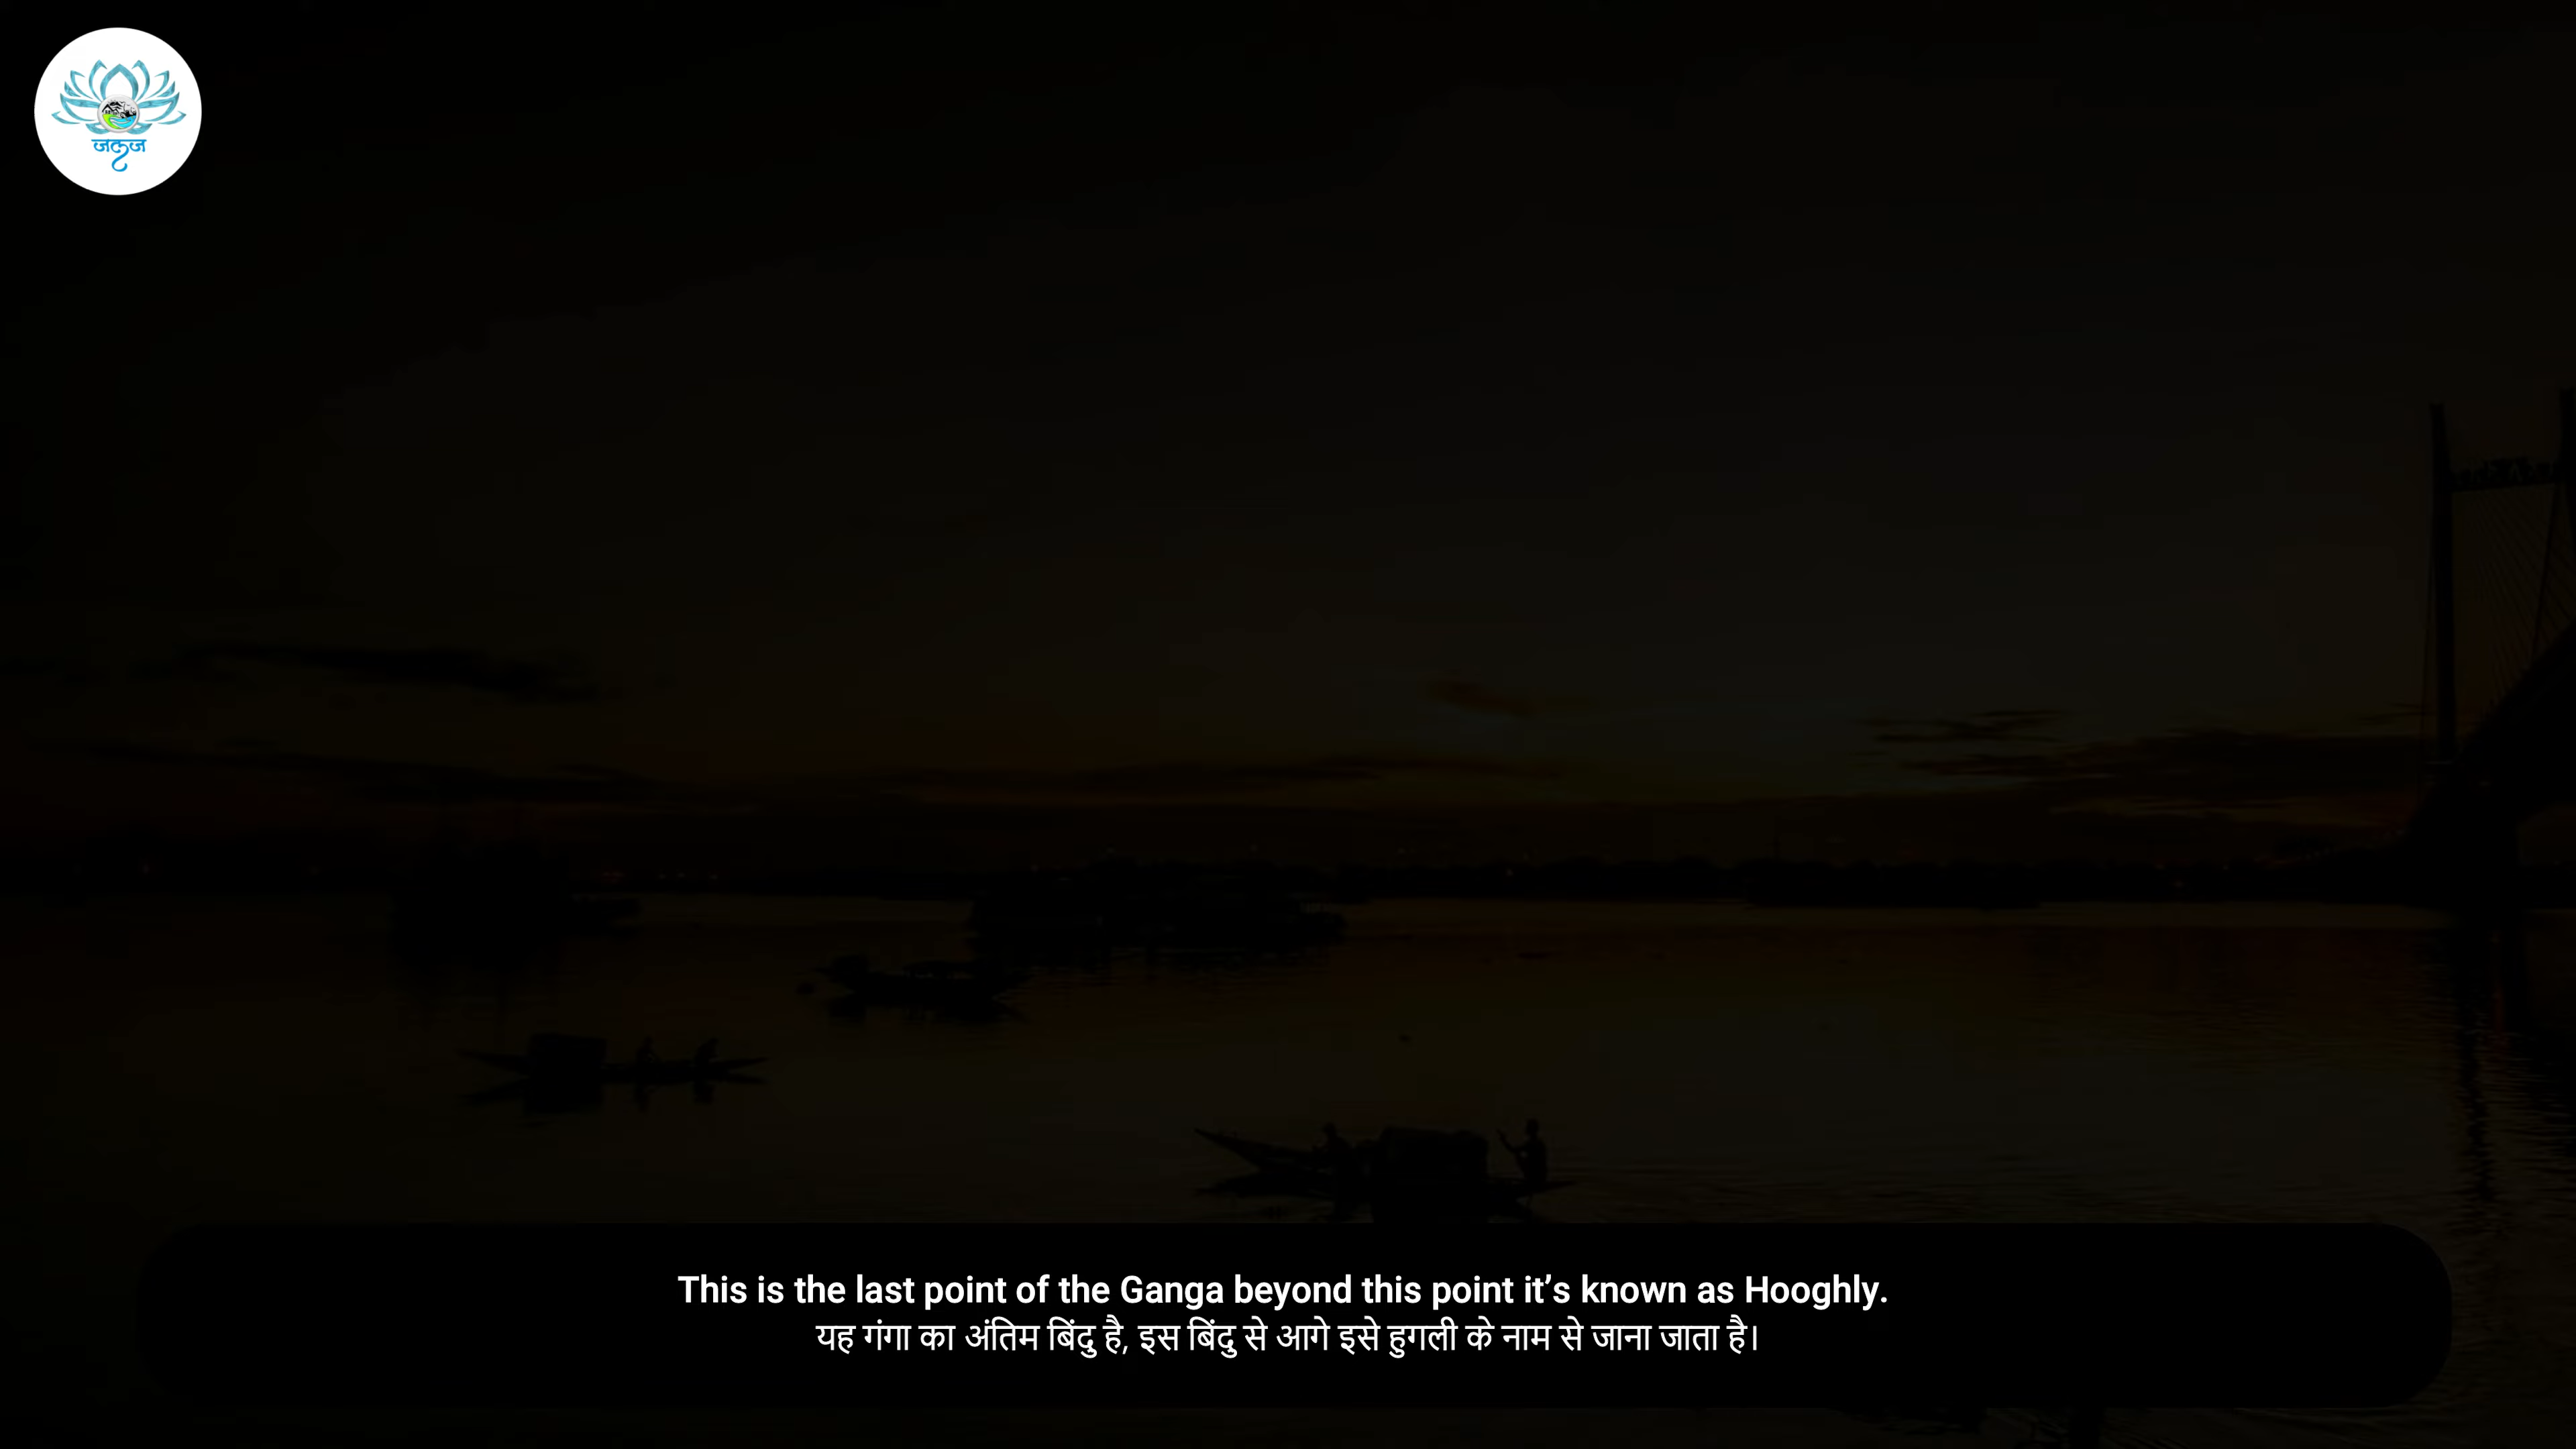 जलज
This is the last point of the Ganga beyond this point it’s known as Hooghly.
यह गंगा का अंतिम बिंदु है, इस बिंदु से आगे इसे हुगली के नाम से जाना जाता है।